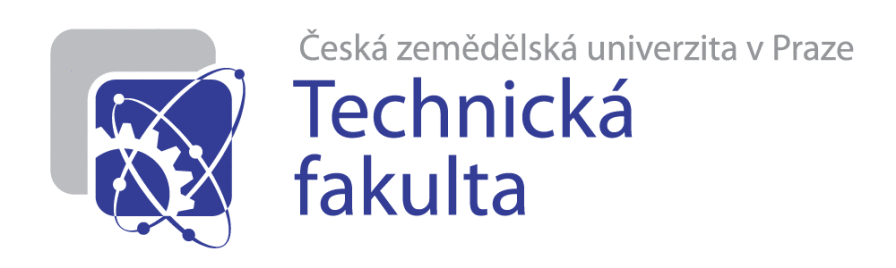 Česká zemědělská univerzita v Praze
Technická
fakulta